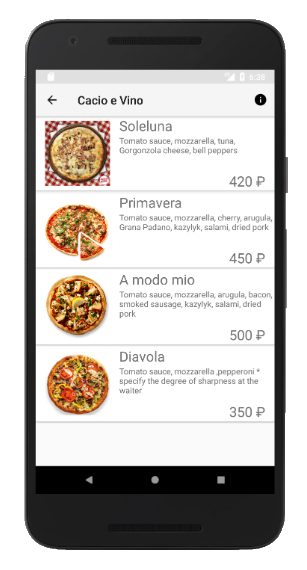 6:38
Cacio e Vino
Soleluna
Tomato sauce, mozzarella, tuna,
Gorgonzola cheese, bell peppers
420 ₽
Primavera
Tomato sauce, mozzarella, cherry, arugula,
Grana Padano, kazylyk, salami, dried pork
450 ₽
A modo mio
Tomato sauce, mozzarella, arugula, bacon,
smoked sausage, kazylyk, salami, dried
pork
500 ₽
Diavola
Tomato sauce, mozzarella ,pepperoni *
specify the degree of sharpness at the
waiter
350 ₽